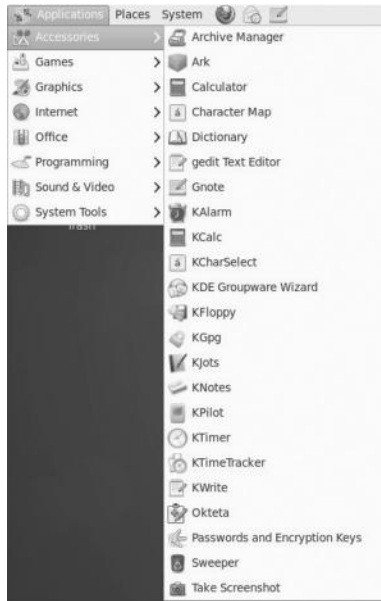 Applications Places System
Accessories
Games
Graphics
Internet
Office
Programming
Sound & Video
System Tools
Trash
Archive Manager
Ark
Calculator
Character Map
Dictionary
gedit Text Editor
Gnote
KAlarm
KCalc
KCharSelect
KDE Groupware Wizard
KFloppy
KGpg
KJots
KNotes
KPilot
KTimer
KTimeTracker
KWrite
Okteta
Passwords and Encryption Keys
Sweeper
Take Screenshot